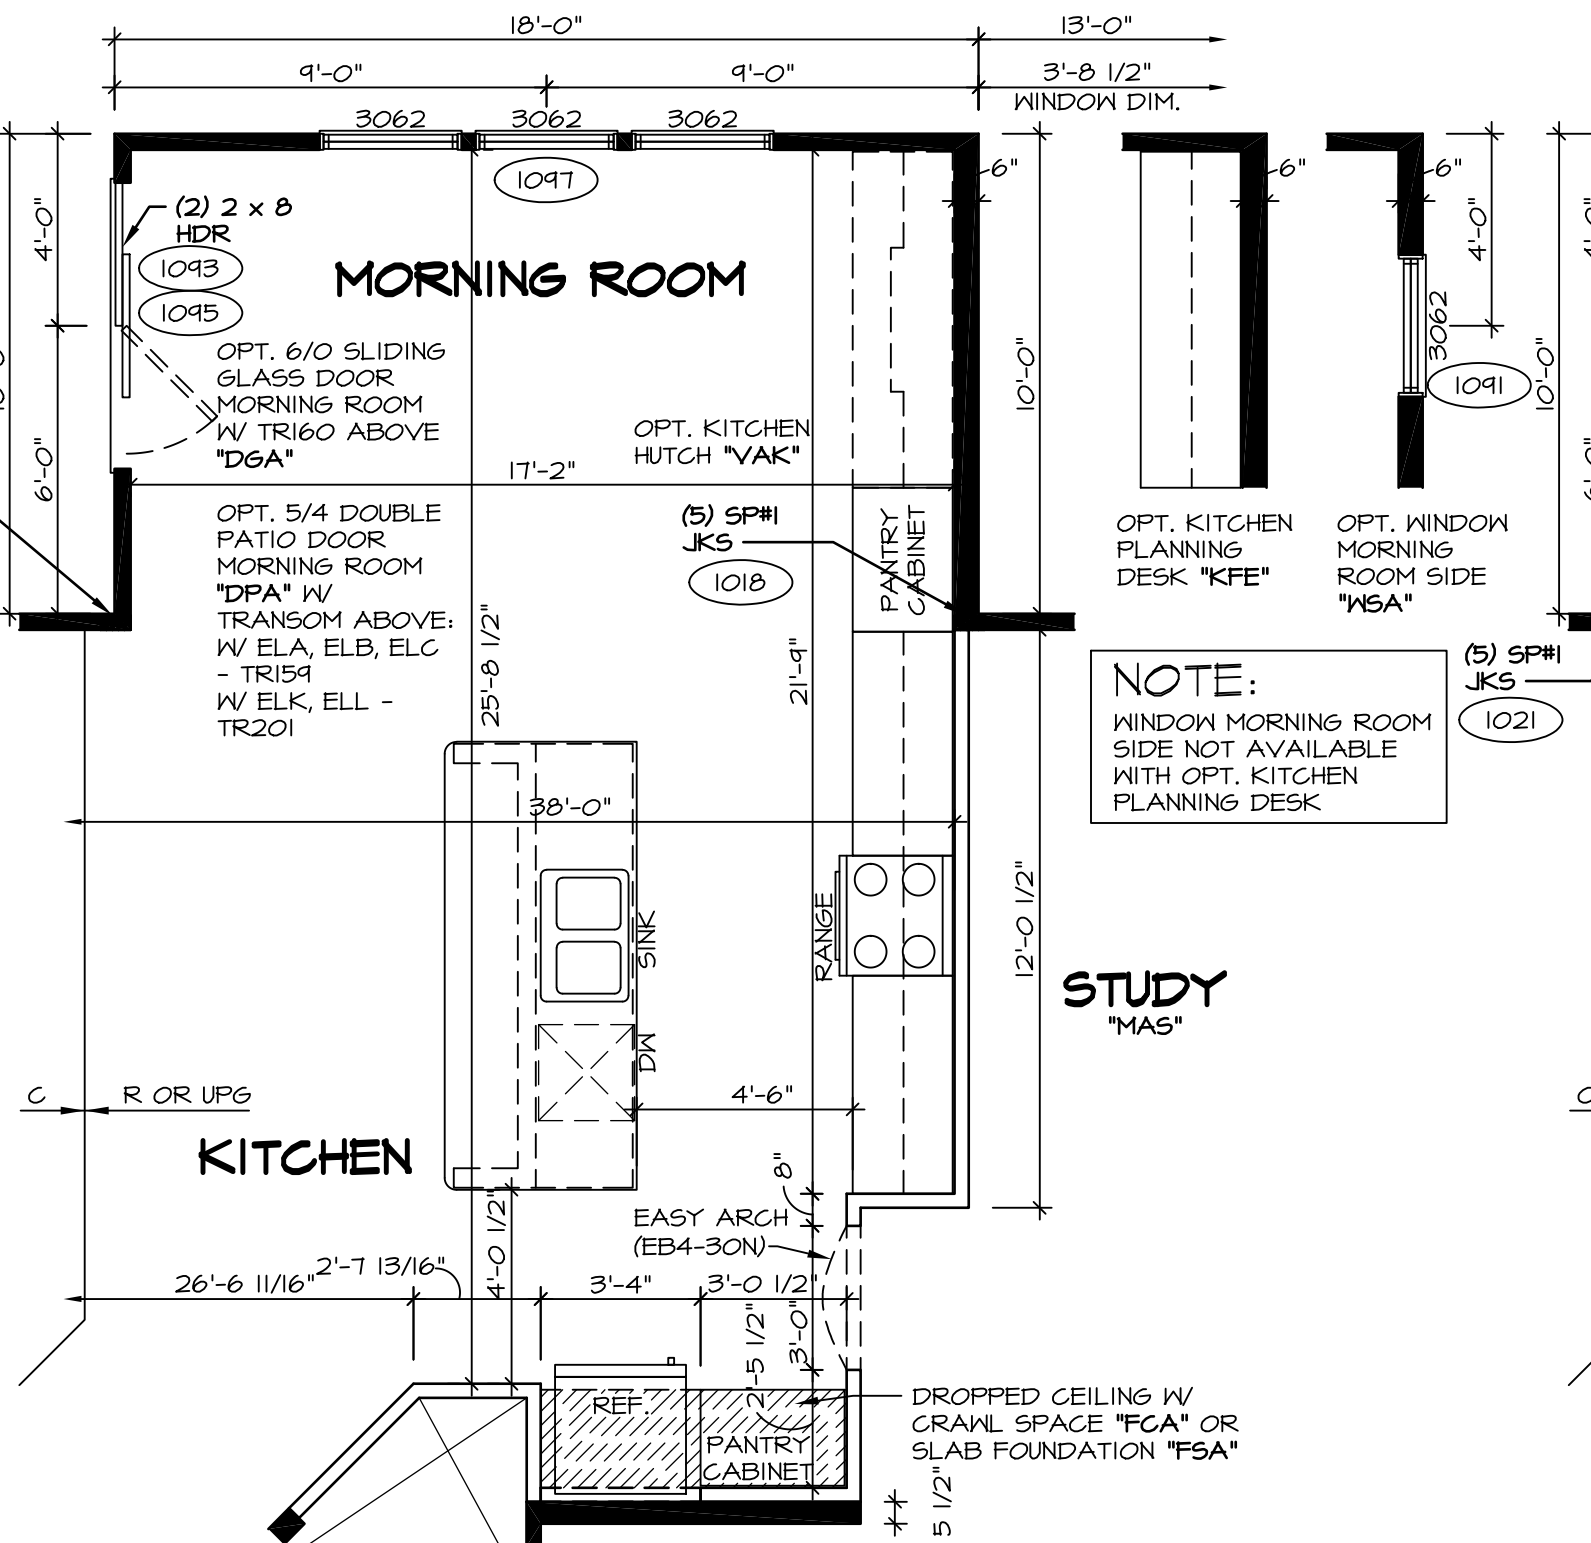 18'-0"
13'-0"
9'-0"
9'-0"
3'-8 1/2"
WINDOW DIM.
3062
3062
3062
1097
6"
6"
6"
(2) 2 x 8
HDR
1093
1095
4'-0"
4'-0"
MORNING ROOM
OPT. 6/0 SLIDING
GLASS DOOR
MORNING ROOM
W/ TR160 ABOVE
"DGA"
3062
1091
10'-0"
10'-0"
6'-0"
OPT. KITCHEN
HUTCH "VAK"
17'-2"
OPT. 5/4 DOUBLE
PATIO DOOR
MORNING ROOM
"DPA" W/
TRANSOM ABOVE:
W/ ELA, ELB, ELC
- TR159
W/ ELK, ELL -
TR201
(5) SP#1
JKS
1018
PANTRY
CABINET
OPT. KITCHEN
PLANNING
DESK "KFE"
OPT. WINDOW
MORNING
ROOM SIDE
"WSA"
25'-8 1/2"
21'-9"
NOTE:
WINDOW MORNING ROOM
SIDE NOT AVAILABLE
WITH OPT. KITCHEN
PLANNING DESK
(5) SP#1
JKS
1021
38'-0"
SINK
RANGE
12'-0 1/2"
STUDY
"MAS"
DW
C
R OR UPG
4'-6"
KITCHEN
8"
EASY ARCH
(EB4-30N)
4'-0 1/2"
26'-6 11/16"
2'-7 13/16"
3'-4"
3'-0 1/2"
3'-0"
2'-5 1/2"
REF.
PANTRY
CABINET
DROPPED CEILING W/
CRAWL SPACE "FCA" OR
SLAB FOUNDATION "FSA"
5 1/2"